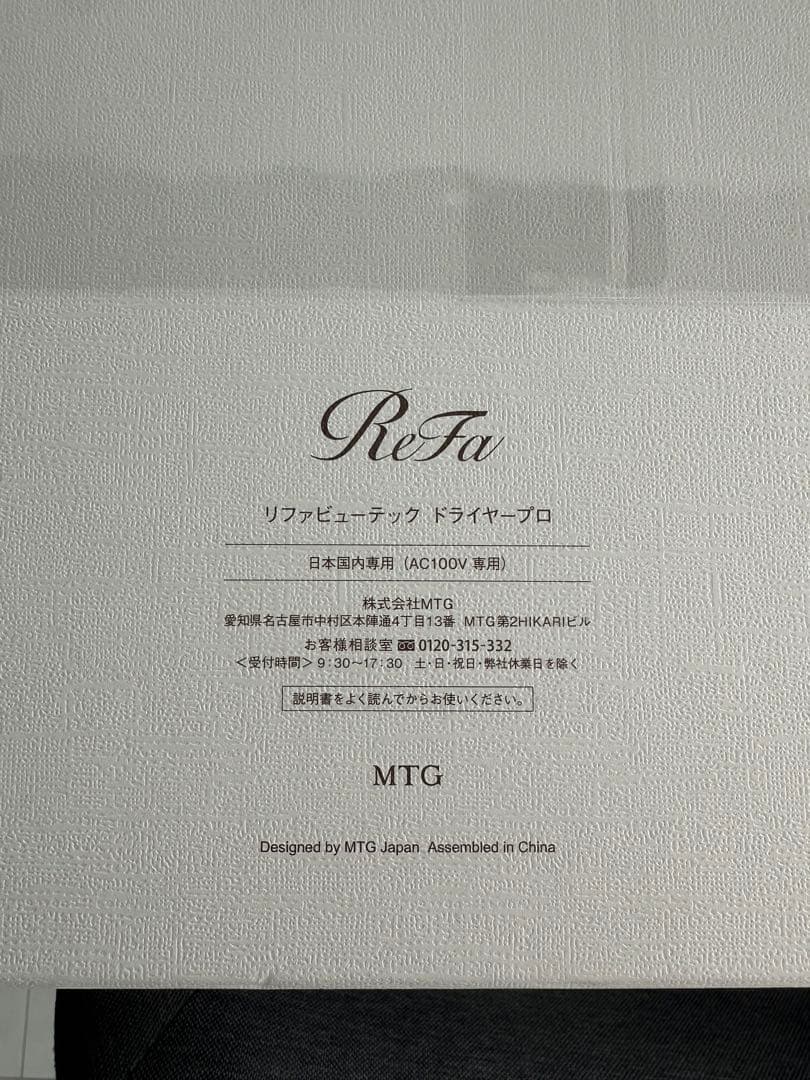 ReFa
リファビューテック ドライヤープロ
日本国内専用（AC100V 専用）
株式会社MTG
愛知県名古屋市中村区本陣通4丁目13番 MTG第2HIKARIビル
お客様相談室 0120-315-332
＜受付時間＞9：30〜17：30 土・日・祝日・弊社休業日を除く
説明書をよく読んでからお使いください。
MTG
Designed by MTG Japan Assembled in China